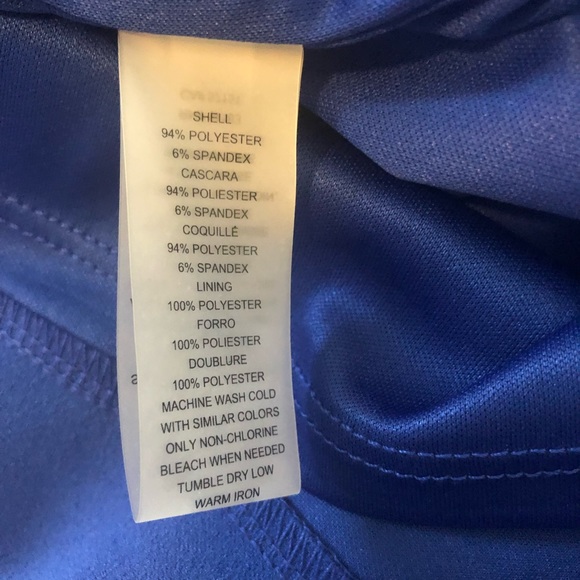 SHELL
94% POLYESTER
6% SPANDEX
CASCARA
94% POLIESTER
6% SPANDEX
COQUILLÉ
94% POLYESTER
6% SPANDEX
LINING
100% POLYESTER
FORRO
100% POLIESTER
DOUBLURE
100% POLYESTER
MACHINE WASH COLD
WITH SIMILAR COLORS
ONLY NON-CHLORINE
BLEACH WHEN NEEDED
TUMBLE DRY LOW
WARM IRON